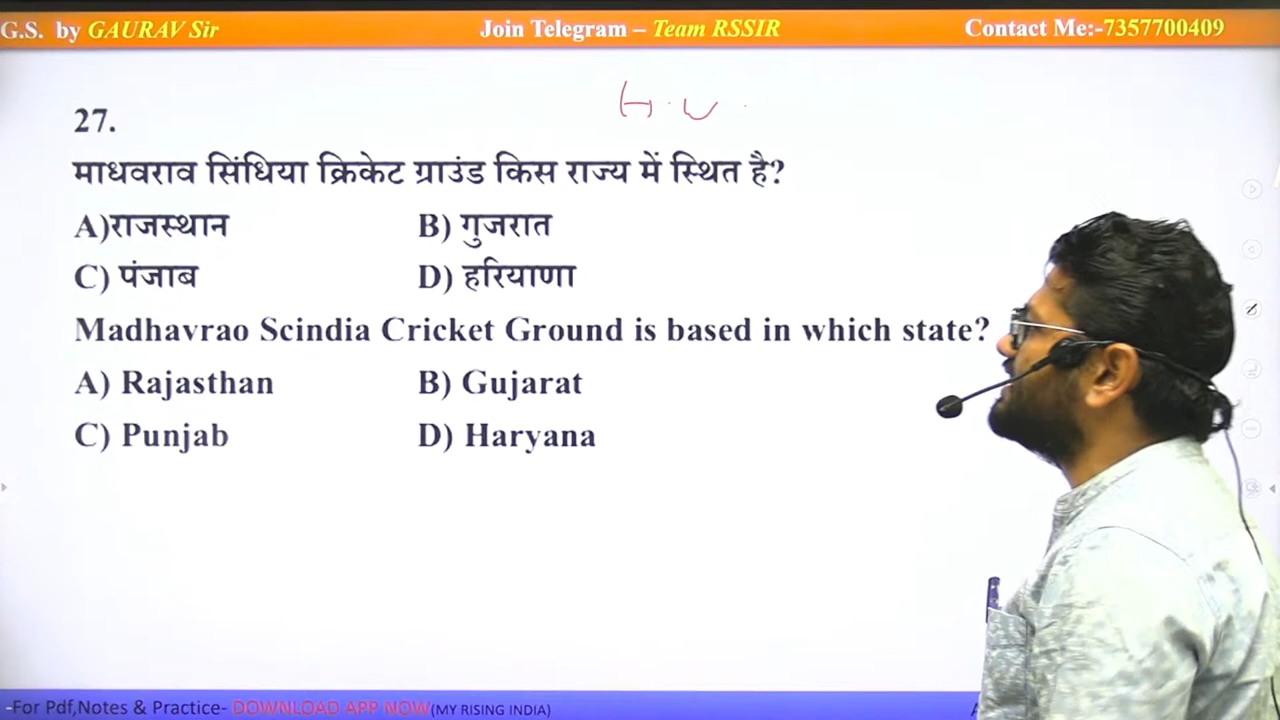 G.S. by GAURAV Sir Join Telegram – Team RSSIR Contact Me:-7357700409
H.W.
27.
माधवराव सिंधिया क्रिकेट ग्राउंड किस राज्य में स्थित है?
A)राजस्थान B) गुजरात
C) पंजाब D) हरियाणा
Madhavrao Scindia Cricket Ground is based in which state?
A) Rajasthan B) Gujarat
C) Punjab D) Haryana
-For Pdf,Notes & Practice- DOWNLOAD APP NOW(MY RISING INDIA)